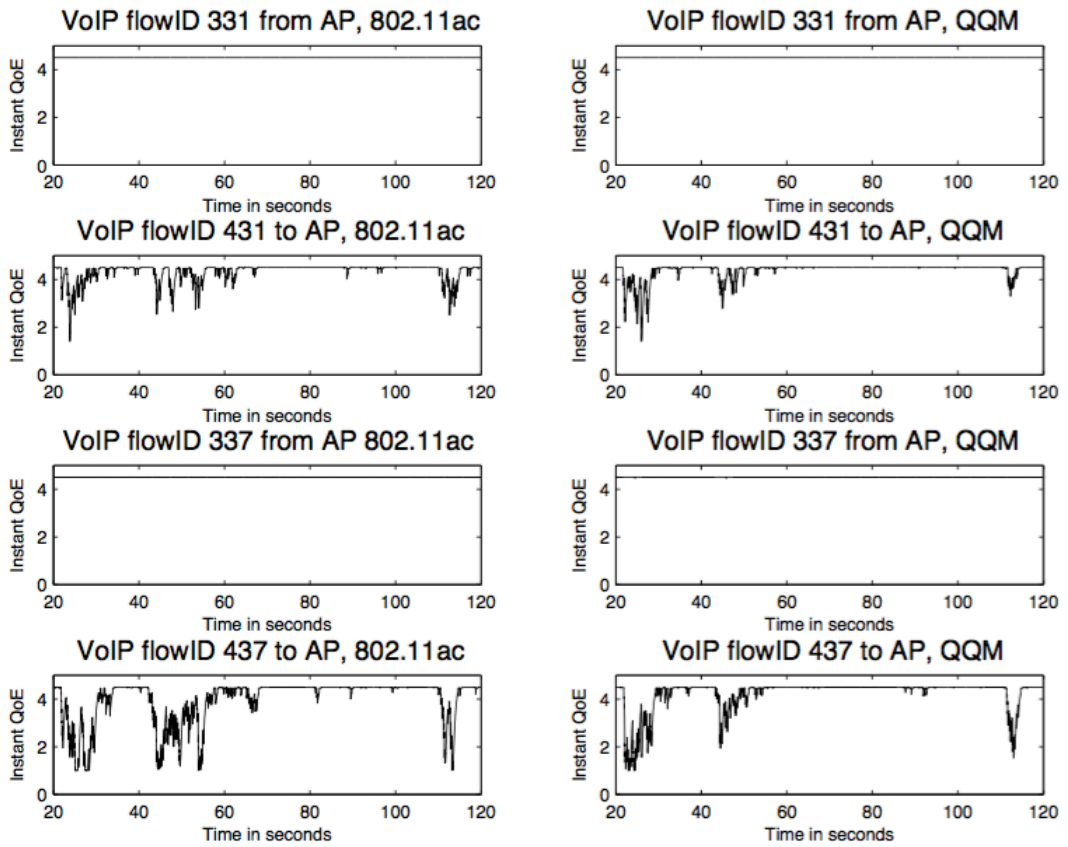 VoIP flowID 331 from AP, 802.11ac
Instant QoE
4
2
0
20 40 60 80 100 120
Time in seconds
VoIP flowID 331 from AP, QQM
Instant QoE
4
2
0
20 40 60 80 100 120
Time in seconds
VoIP flowID 431 to AP, 802.11ac
Instant QoE
4
2
0
20 40 60 80 100 120
Time in seconds
VoIP flowID 431 to AP, QQM
Instant QoE
4
2
0
20 40 60 80 100 120
Time in seconds
VoIP flowID 337 from AP 802.11ac
Instant QoE
4
2
0
20 40 60 80 100 120
Time in seconds
VoIP flowID 337 from AP, QQM
Instant QoE
4
2
0
20 40 60 80 100 120
Time in seconds
VoIP flowID 437 to AP, 802.11ac
Instant QoE
4
2
0
20 40 60 80 100 120
Time in seconds
VoIP flowID 437 to AP, QQM
Instant QoE
4
2
0
20 40 60 80 100 120
Time in seconds